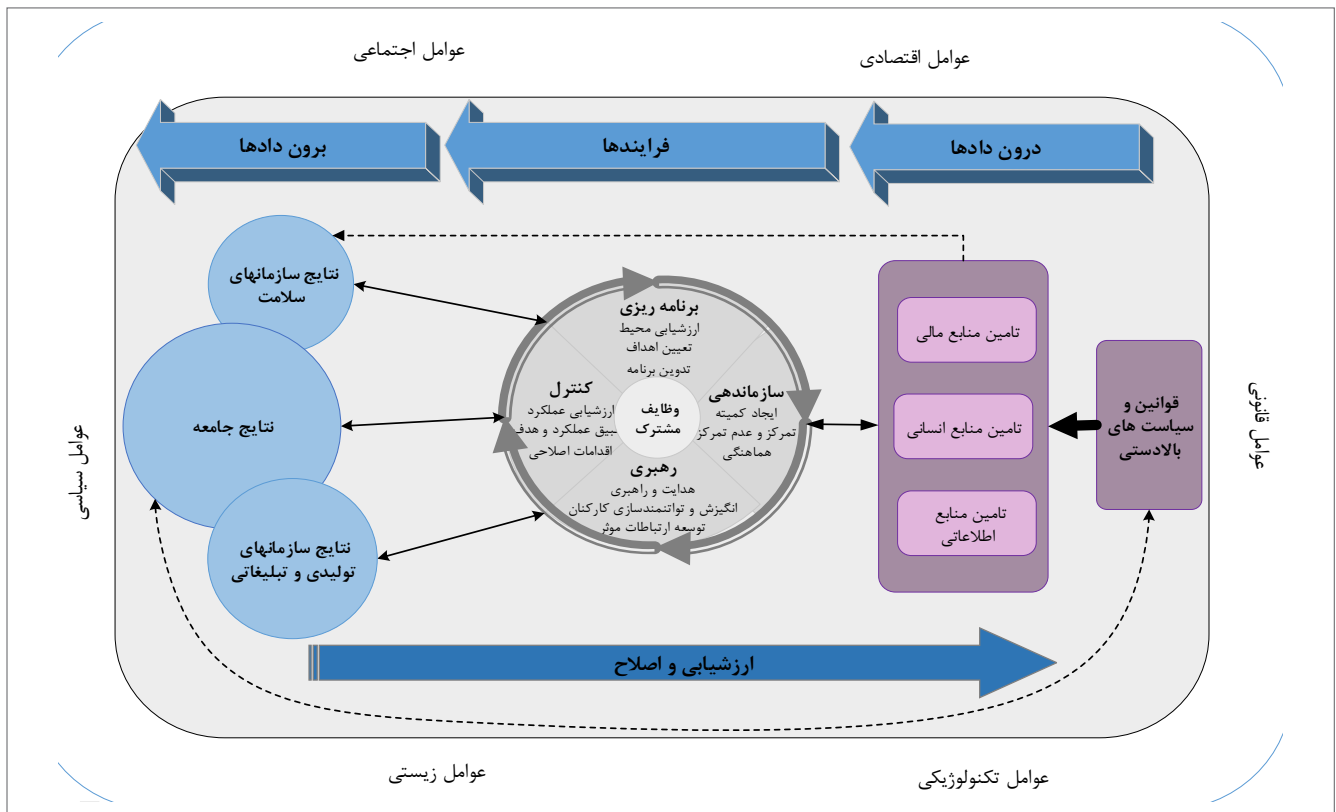 عوامل اقتصادی
عوامل اجتماعی
درون دادها
فرایندها
برون دادها
عوامل قانونی
قوانین و
سیاست های
بالادستی
تامین منابع مالی
تامین منابع انسانی
تامین منابع
اطلاعاتی
برنامه ریزی
ارزشیابی محیط
تعیین اهداف
تدوین برنامه
سازماندهی
ایجاد کمیته
تمرکز و عدم تمرکز
هماهنگی
وظایف
مشترک
کنترل
ارزشیابی عملکرد
عملکرد و هدف
اقدامات اصلاحی
رهبری
هدایت و راهبری
انگیزش و تواتنمندسازی کارکنان
توسعه ارتباطات موثر
نتایج سازمانهای
سلامت
نتایج جامعه
نتایج سازمانهای
تولیدی و تبلیغاتی
عوامل سیاسی
ارزشیابی و اصلاح
عوامل تکنولوژیکی
عوامل زیستی